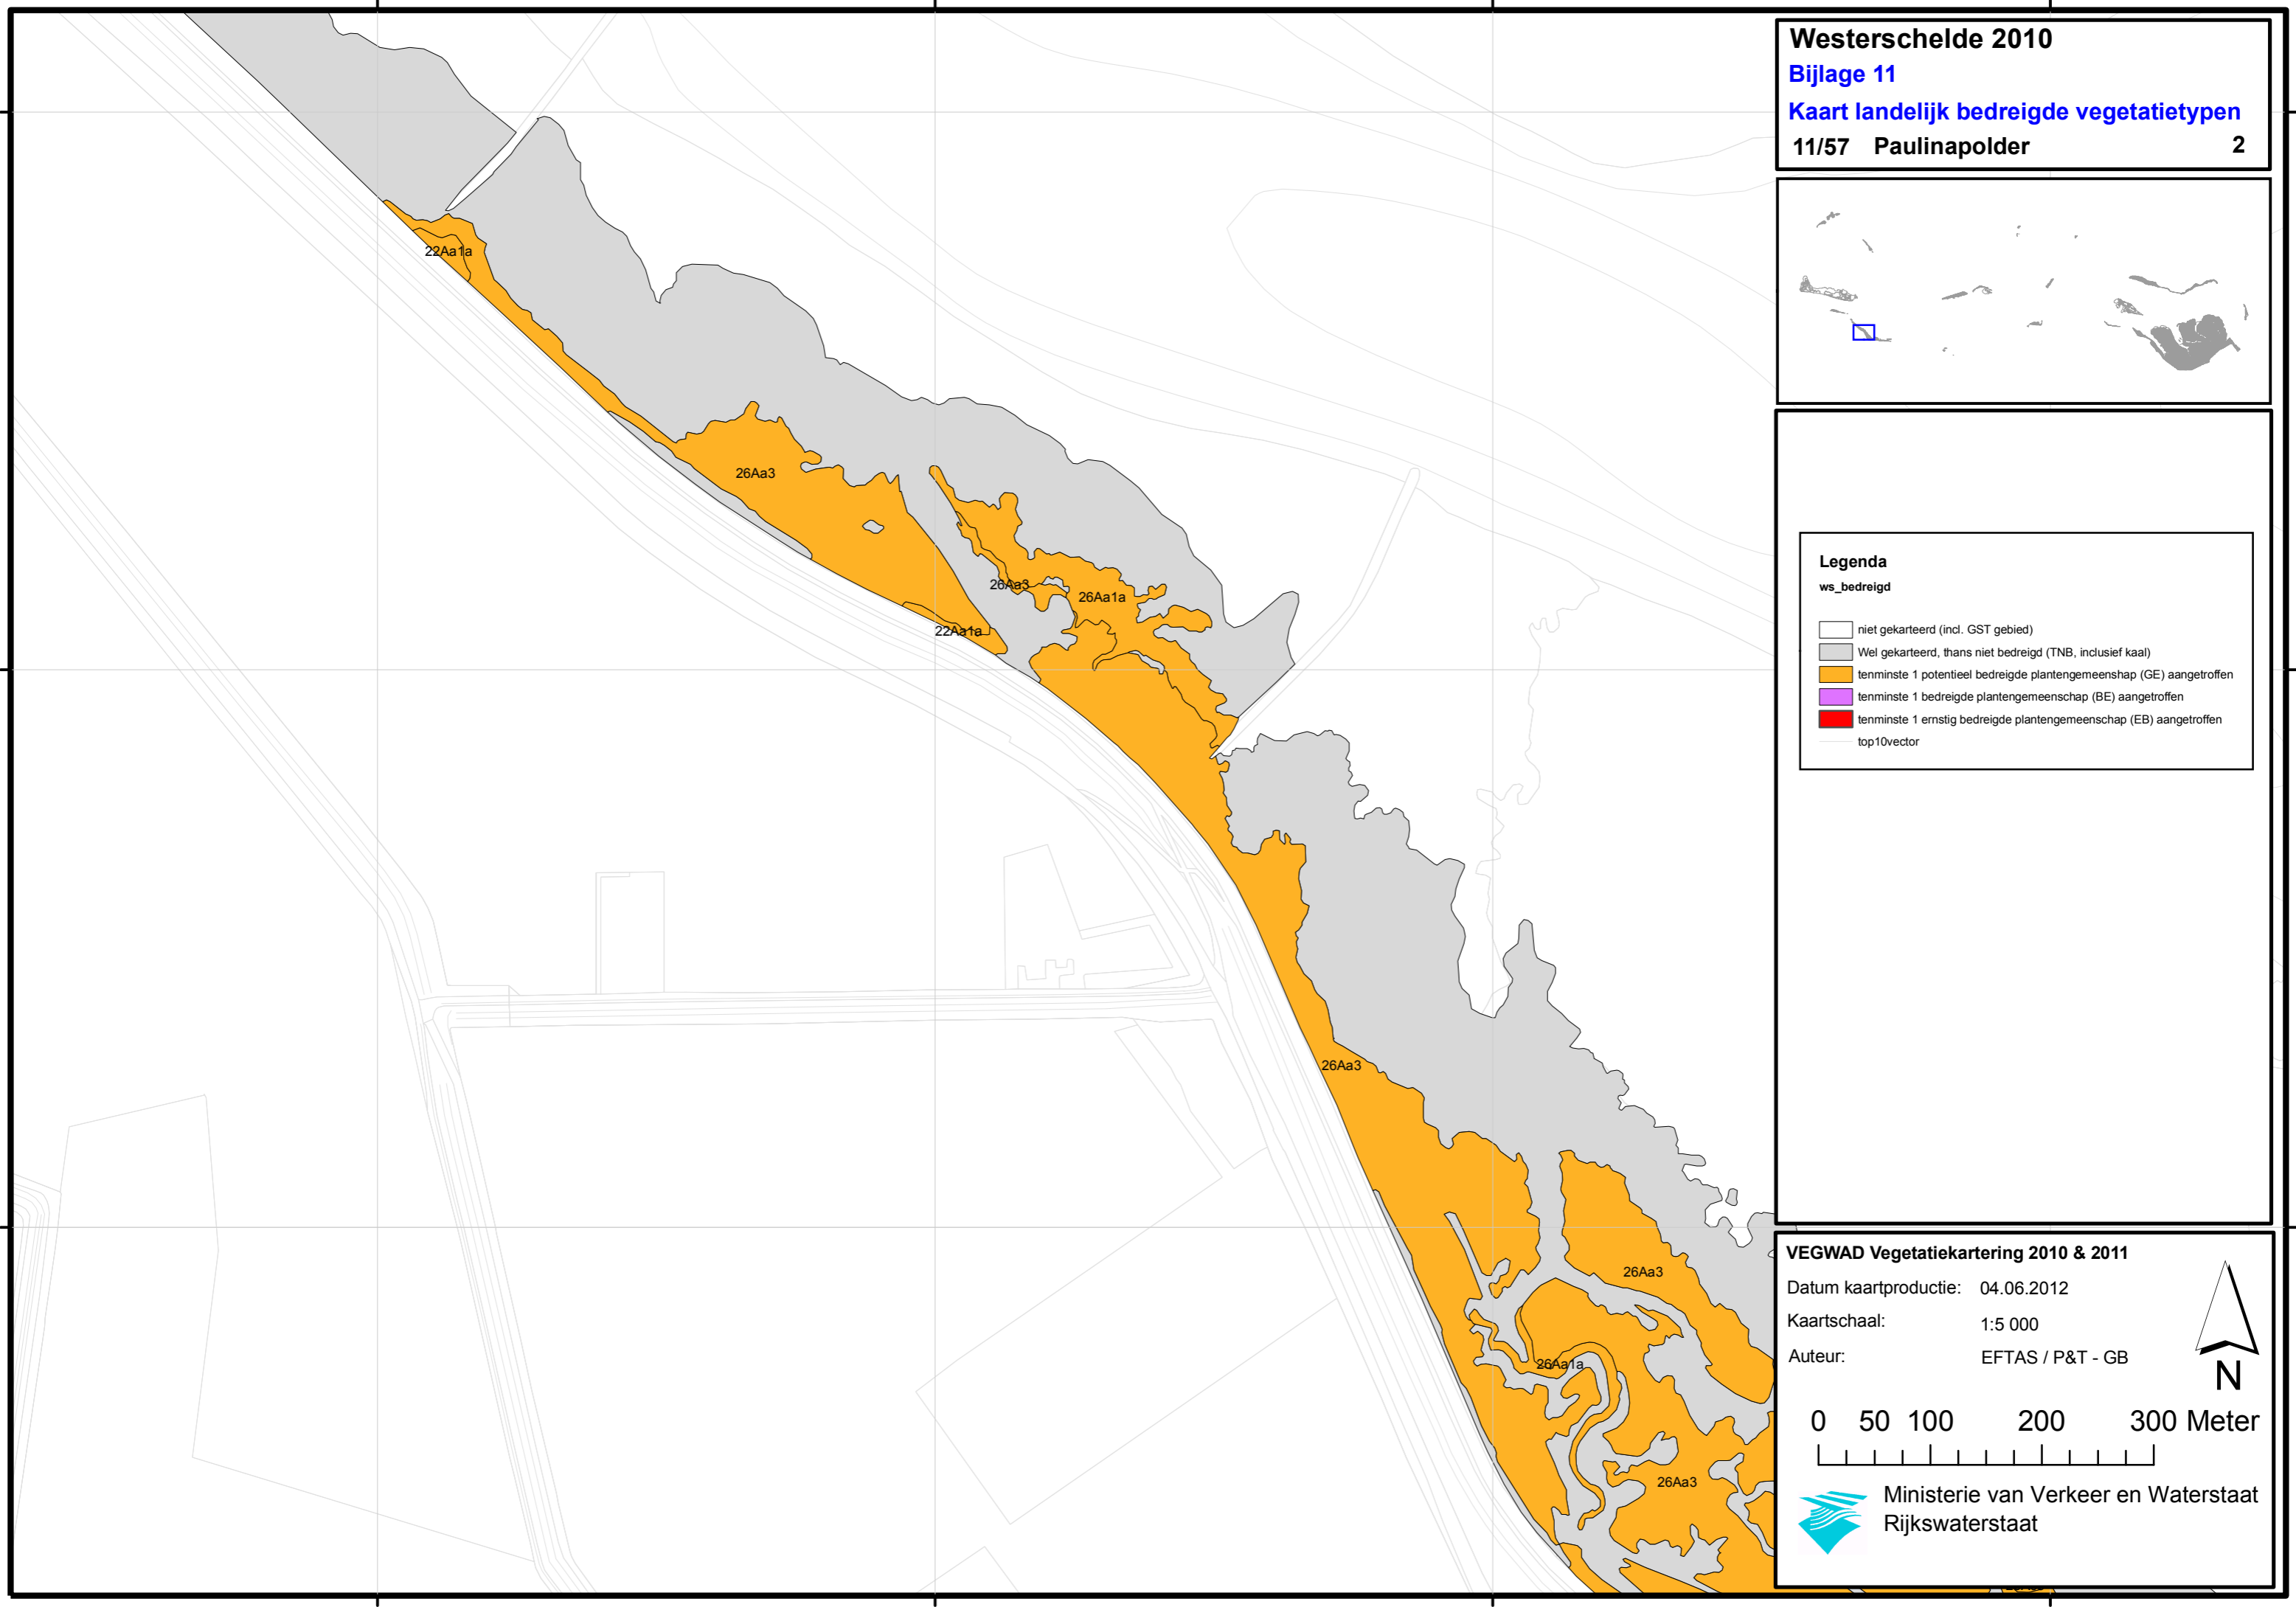 Westerschelde 2010
Bijlage 11
Kaart landelijk bedreigde vegetatietypen
11/57 Paulinapolder 2
22Aa1a
26Aa3
26Aa3
26Aa1a
22Aa1a
26Aa3
26Aa3
26Aa1a
26Aa3
Legenda
ws_bedreigd
niet gekarteerd (incl. GST gebied)
Wel gekarteerd, thans niet bedreigd (TNB, inclusief kaal)
tenminste 1 potentieel bedreigde plantengemeenshap (GE) aangetroffen
tenminste 1 bedreigde plantengemeenschap (BE) aangetroffen
tenminste 1 ernstig bedreigde plantengemeenschap (EB) aangetroffen
top10vector
VEGWAD Vegetatiekartering 2010 & 2011
Datum kaartproductie: 04.06.2012
Kaartschaal: 1:5 000
Auteur: EFTAS / P&T - GB
N
0 50 100 200 300 Meter
Ministerie van Verkeer en Waterstaat
Rijkswaterstaat